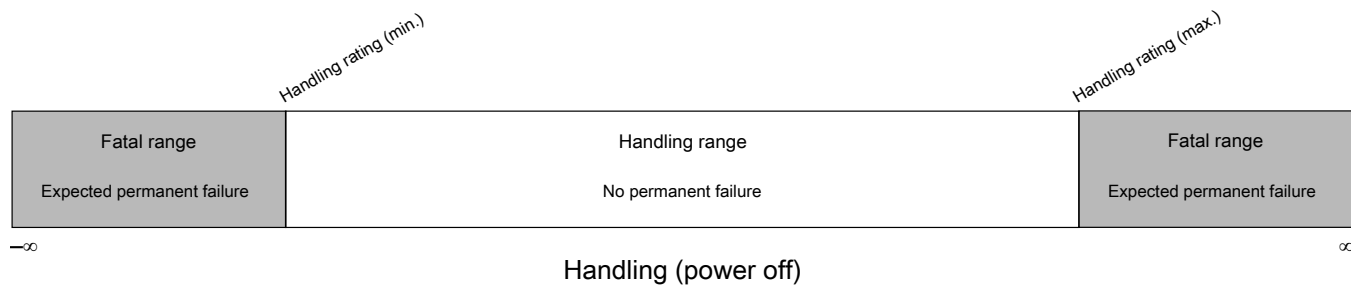 Handling rating (min.)
Handling rating (max.)
Fatal range
Handling range
Fatal range
Expected permanent failure
No permanent failure
Expected permanent failure
–∞
∞
Handling (power off)